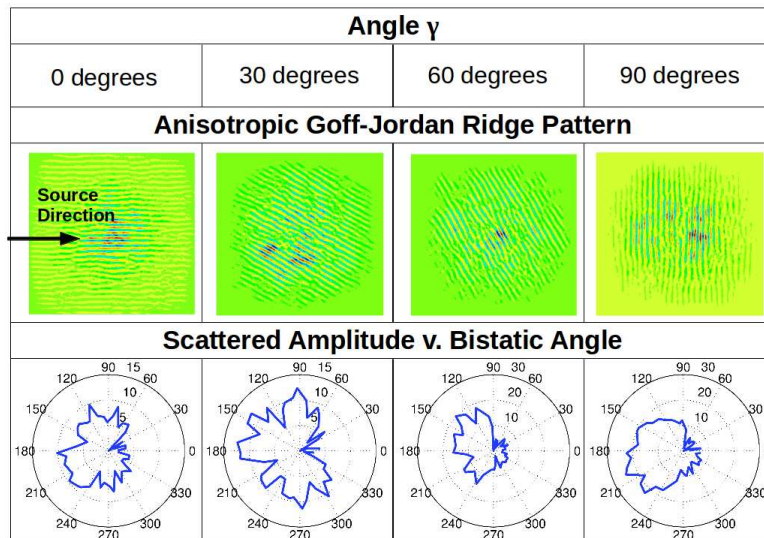 Angle γ
0 degrees 30 degrees 60 degrees 90 degrees
Anisotropic Goff-Jordan Ridge Pattern
Source
Direction
Scattered Amplitude v. Bistatic Angle
90 15 90 15 90 30 90 30
120 60 120 60 120 60 120 60
10 10 20 20
150 5 30 150 5 30 150 10 30 150 10 30
180 0 180 0 180 0 180 0
210 330 210 330 210 330 210 330
240 300 240 300 240 300 240 300
270 270 270 270